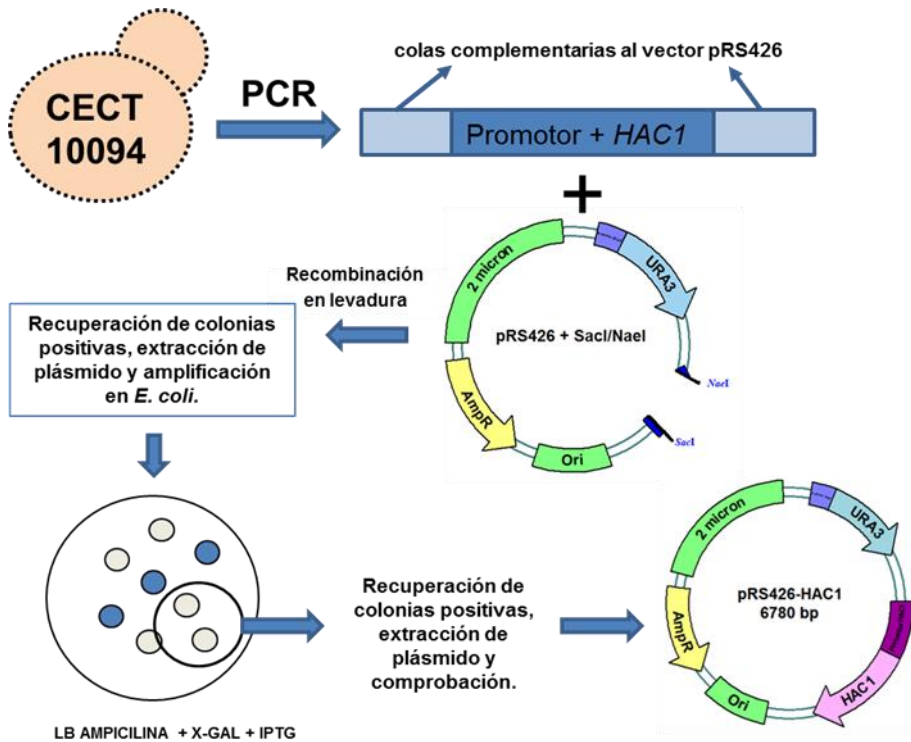 colas complementarias al vector pRS426
CECT
10094
PCR
Promotor + HAC1
+
2 micron
URA3
Recombinación
en levadura
pRS426 + SacI/NaeI
NaeI
SacI
AmpR
Ori
Recuperación de colonias
positivas, extracción de
plásmido y amplificación
en E. coli.
2 micron
URA3
pRS426-HAC1
6780 bp
AmpR
HAC1
Ori
Recuperación de
colonias positivas,
extracción de
plásmido y
comprobación.
LB AMPICILINA + X-GAL + IPTG